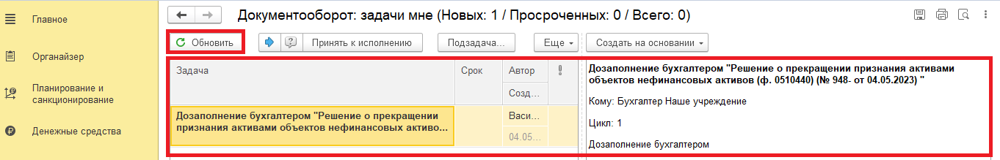 Главное
Органайзер
Планирование и
санкционирование
Денежные средства
Документооборот: задачи мне (Новых: 1 / Просроченных: 0 / Всего: 0)
Обновить
Принять к исполнению
Подзадача...
Еще
Создать на основании
Задача
Срок
Автор
Созд...
Дозаполнение бухгалтером "Решение о прекращении
признания активами объектов нефинансовых активо...
Васи...
04.05...
Дозаполнение бухгалтером "Решение о прекращении признания активами
объектов нефинансовых активов (ф. 0510440) (№ 948- от 04.05.2023) "
Кому: Бухгалтер Наше учреждение
Цикл: 1
Дозаполнение бухгалтером